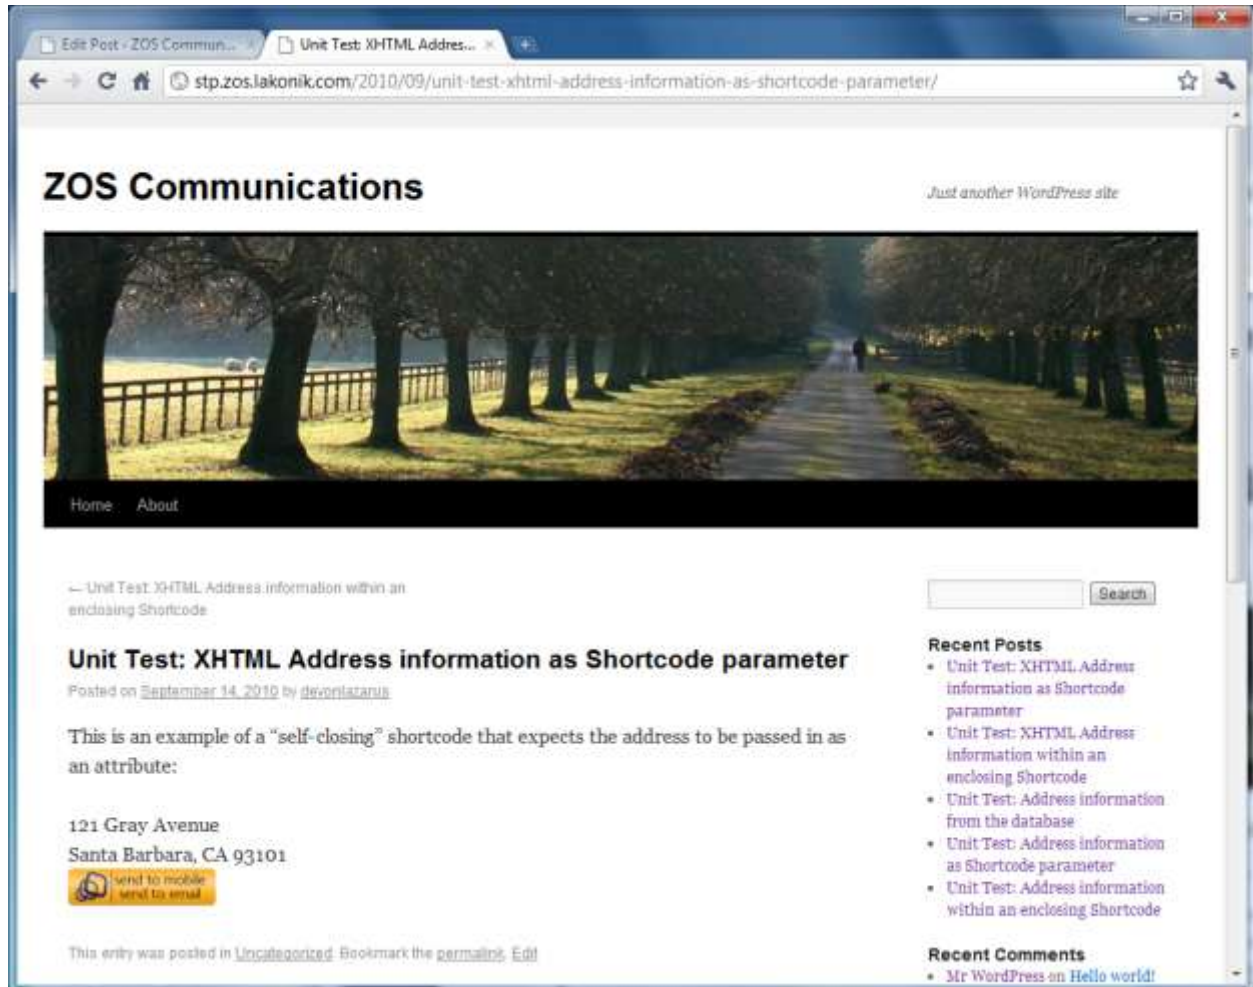 Edit Post ‹ ZOS Commun...
Unit Test: XHTML Addres...
stp.zos.lakonik.com/2010/09/unit-test-xhtml-address-information-as-shortcode-parameter/
ZOS Communications
Just another WordPress site
Home About
← Unit Test: XHTML Address information within an
enclosing Shortcode
Unit Test: XHTML Address information as Shortcode parameter
Posted on September 14, 2010 by devonlazarus
This is an example of a “self-closing” shortcode that expects the address to be passed in as
an attribute:
121 Gray Avenue
Santa Barbara, CA 93101
send to mobile
send to email
This entry was posted in Uncategorized. Bookmark the permalink. Edit
Search
Recent Posts
Unit Test: XHTML Address
information as Shortcode
parameter
Unit Test: XHTML Address
information within an
enclosing Shortcode
Unit Test: Address information
from the database
Unit Test: Address information
as Shortcode parameter
Unit Test: Address information
within an enclosing Shortcode
Recent Comments
Mr WordPress on Hello world!